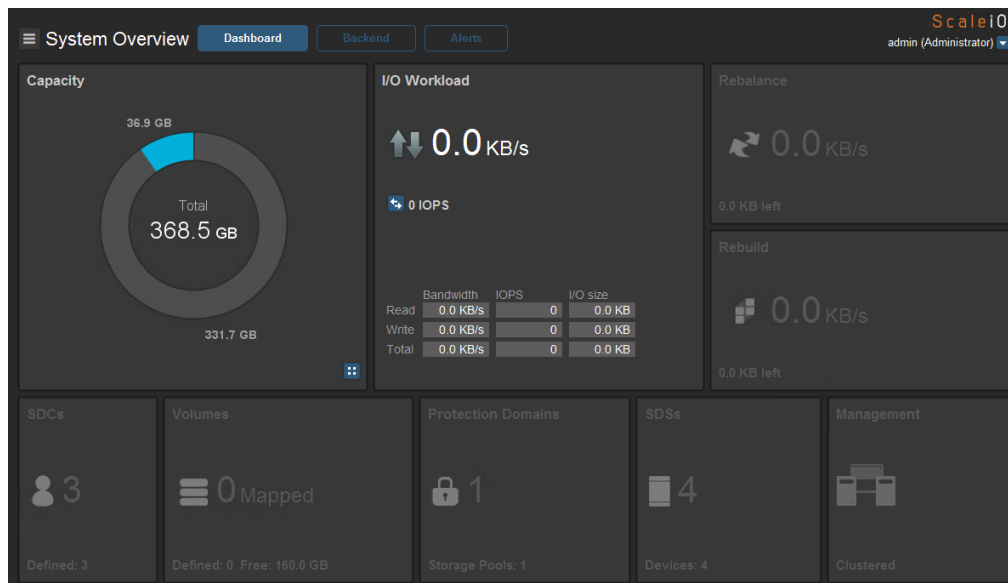 System Overview
Dashboard
Backend
Alerts
ScaleIO
admin (Administrator)
Capacity
36.9 GB
Total
368.5 GB
331.7 GB
I/O Workload
0.0 KB/s
0 IOPS
Bandwidth IOPS I/O size
Read 0.0 KB/s 0 0.0 KB
Write 0.0 KB/s 0 0.0 KB
Total 0.0 KB/s 0 0.0 KB
Rebalance
0.0 KB/s
0.0 KB left
Rebuild
0.0 KB/s
0.0 KB left
SDCs
3
Defined: 3
Volumes
0 Mapped
Defined: 0 Free: 160.0 GB
Protection Domains
1
Storage Pools: 1
SDSs
4
Devices: 4
Management
Clustered